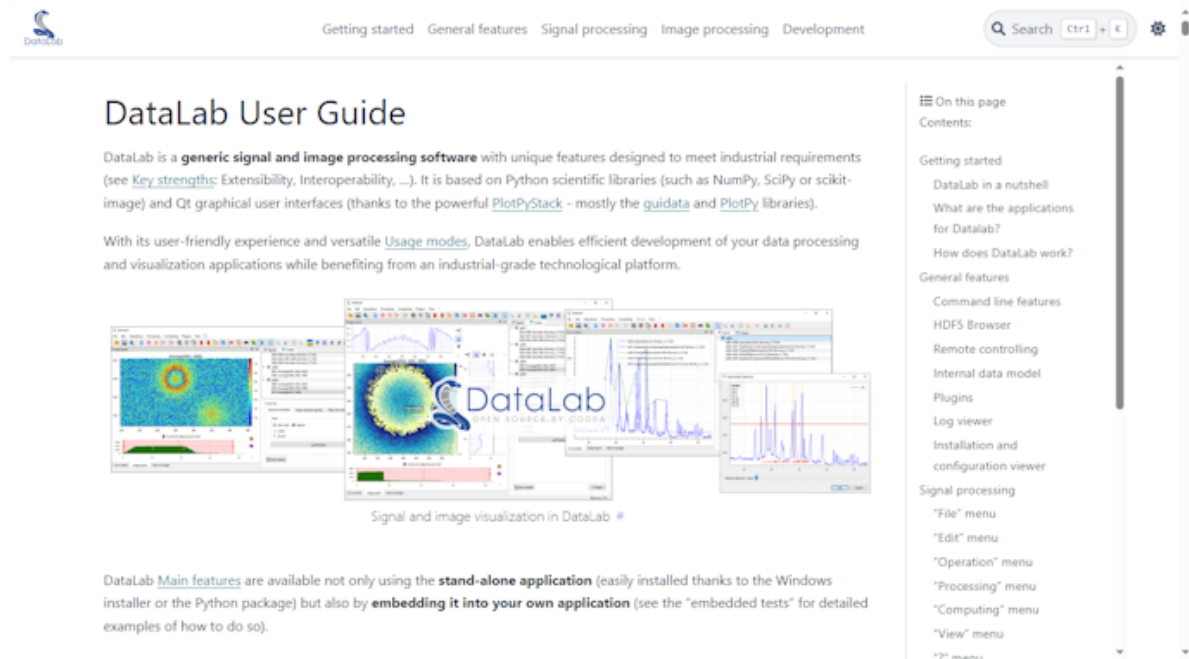 DataLab
Getting started General features Signal processing Image processing Development
Search Ctrl + K
DataLab User Guide
DataLab is a generic signal and image processing software with unique features designed to meet industrial requirements
(see Key strengths: Extensibility, Interoperability, ...). It is based on Python scientific libraries (such as NumPy, SciPy or scikit-
image) and Qt graphical user interfaces (thanks to the powerful PlotPyStack - mostly the guidata and PlotPy libraries).
With its user-friendly experience and versatile Usage modes, DataLab enables efficient development of your data processing
and visualization applications while benefiting from an industrial-grade technological platform.
DataLab
OPEN SOURCE BY CODRA
Signal and image visualization in DataLab #
DataLab Main features are available not only using the stand-alone application (easily installed thanks to the Windows
installer or the Python package) but also by embedding it into your own application (see the "embedded tests" for detailed
examples of how to do so).
On this page
Contents:
Getting started
DataLab in a nutshell
What are the applications
for Datalab?
How does DataLab work?
General features
Command line features
HDF5 Browser
Remote controlling
Internal data model
Plugins
Log viewer
Installation and
configuration viewer
Signal processing
"File" menu
"Edit" menu
"Operation" menu
"Processing" menu
"Computing" menu
"View" menu
"?" menu